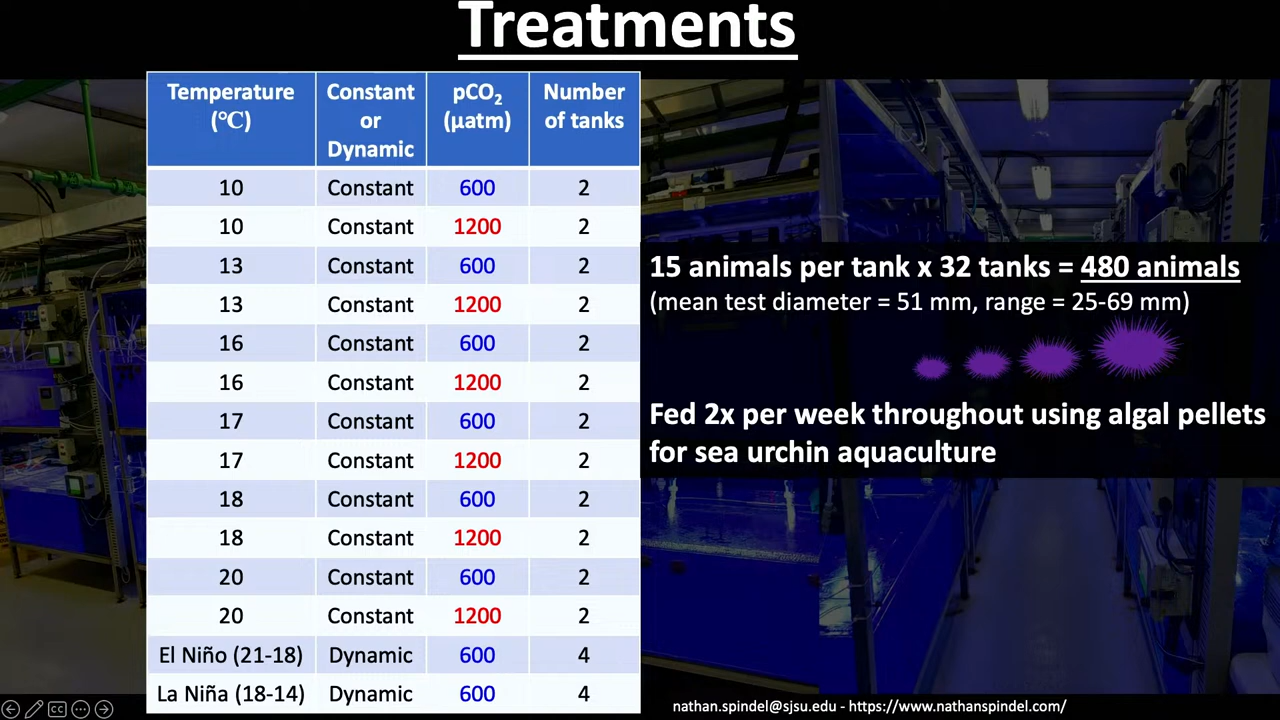 Treatments
Temperature (℃) Constant or Dynamic pCO₂ (µatm) Number of tanks
10 Constant 600 2
10 Constant 1200 2
13 Constant 600 2
13 Constant 1200 2
16 Constant 600 2
16 Constant 1200 2
17 Constant 600 2
17 Constant 1200 2
18 Constant 600 2
18 Constant 1200 2
20 Constant 600 2
20 Constant 1200 2
El Niño (21-18) Dynamic 600 4
La Niña (18-14) Dynamic 600 4
15 animals per tank x 32 tanks = 480 animals
(mean test diameter = 51 mm, range = 25-69 mm)
Fed 2x per week throughout using algal pellets
for sea urchin aquaculture
nathan.spindel@sjsu.edu - https://www.nathanspindel.com/
CC